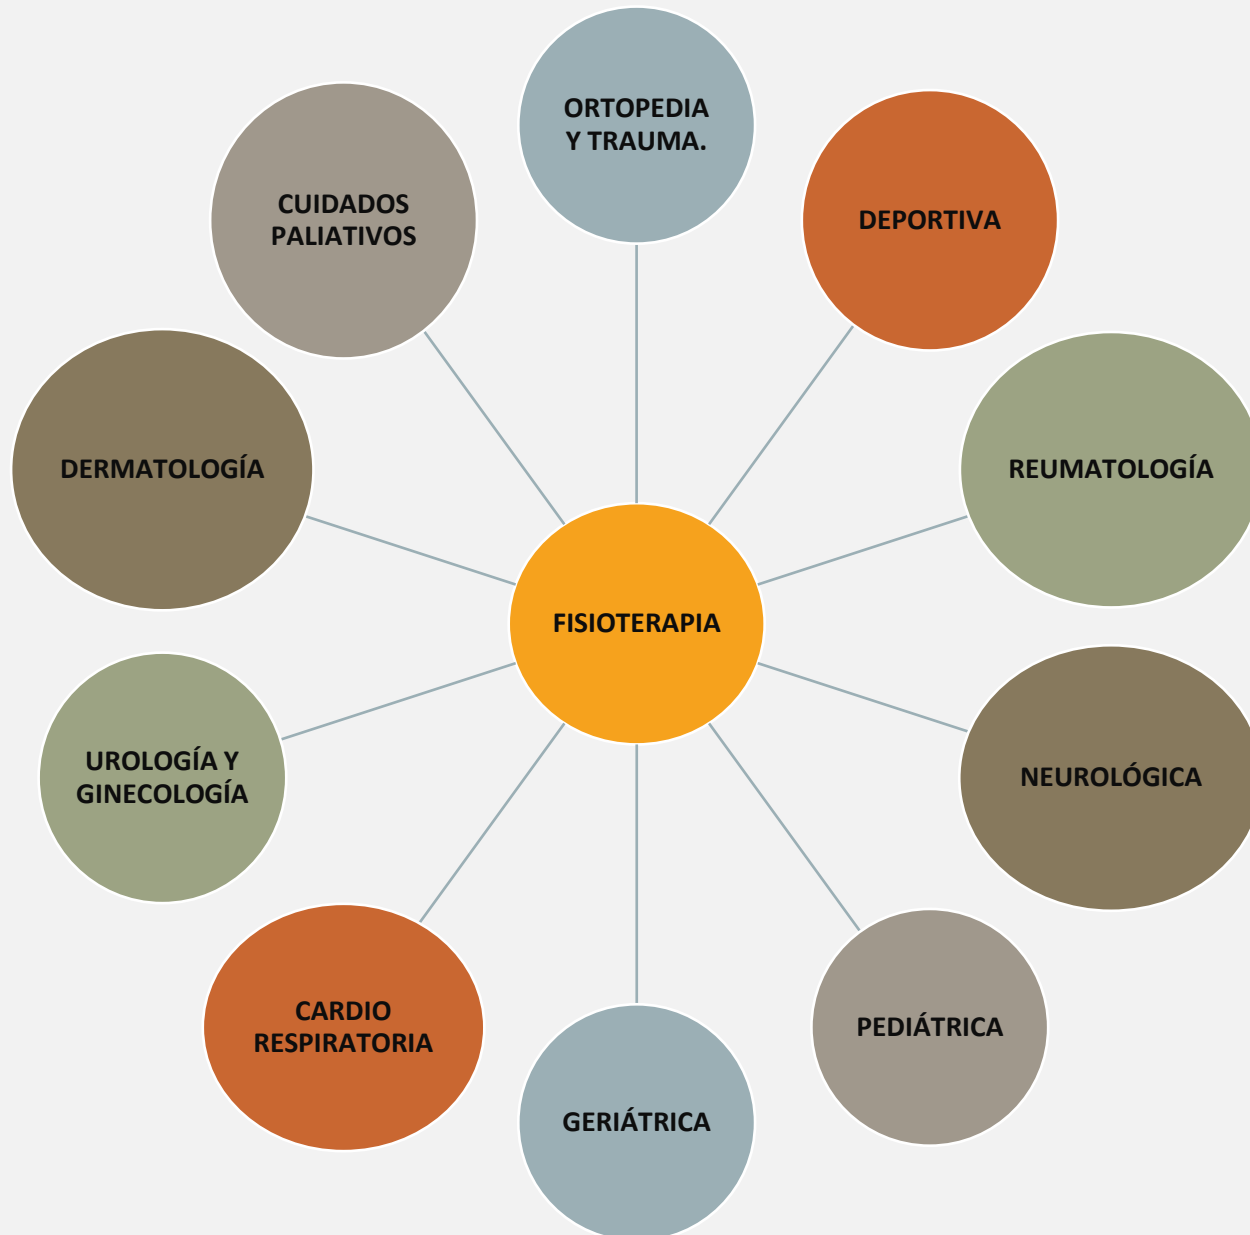 ORTOPEDIA
Y TRAUMA.
DEPORTIVA
REUMATOLOGÍA
NEUROLÓGICA
PEDIÁTRICA
GERIÁTRICA
CARDIO
RESPIRATORIA
UROLOGÍA Y
GINECOLOGÍA
DERMATOLOGÍA
CUIDADOS
PALIATIVOS
FISIOTERAPIA